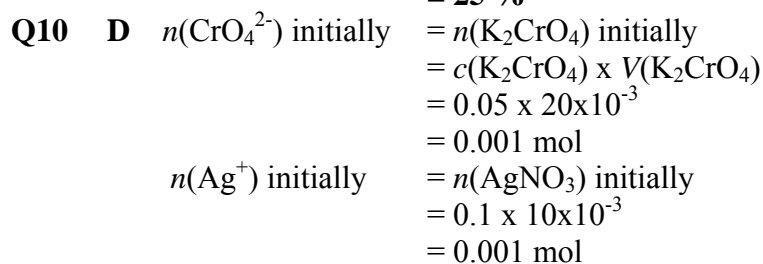 = 25 %
Q10 D n(CrO₄²⁻) initially = n(K₂CrO₄) initially
= c(K₂CrO₄) x V(K₂CrO₄)
= 0.05 x 20x10⁻³
= 0.001 mol
n(Ag⁺) initially = n(AgNO₃) initially
= 0.1 x 10x10⁻³
= 0.001 mol